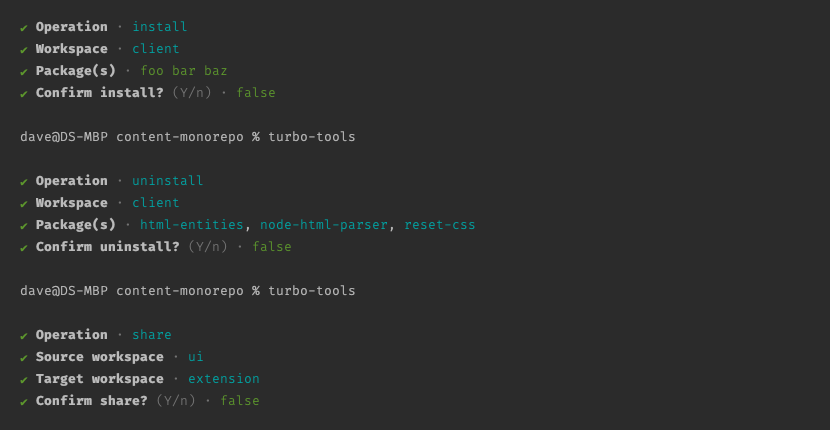 ✔ Operation · install
✔ Workspace · client
✔ Package(s) · foo bar baz
✔ Confirm install? (Y/n) · false
dave@DS-MBP content-monorepo % turbo-tools
✔ Operation · uninstall
✔ Workspace · client
✔ Package(s) · html-entities, node-html-parser, reset-css
✔ Confirm uninstall? (Y/n) · false
dave@DS-MBP content-monorepo % turbo-tools
✔ Operation · share
✔ Source workspace · ui
✔ Target workspace · extension
✔ Confirm share? (Y/n) · false